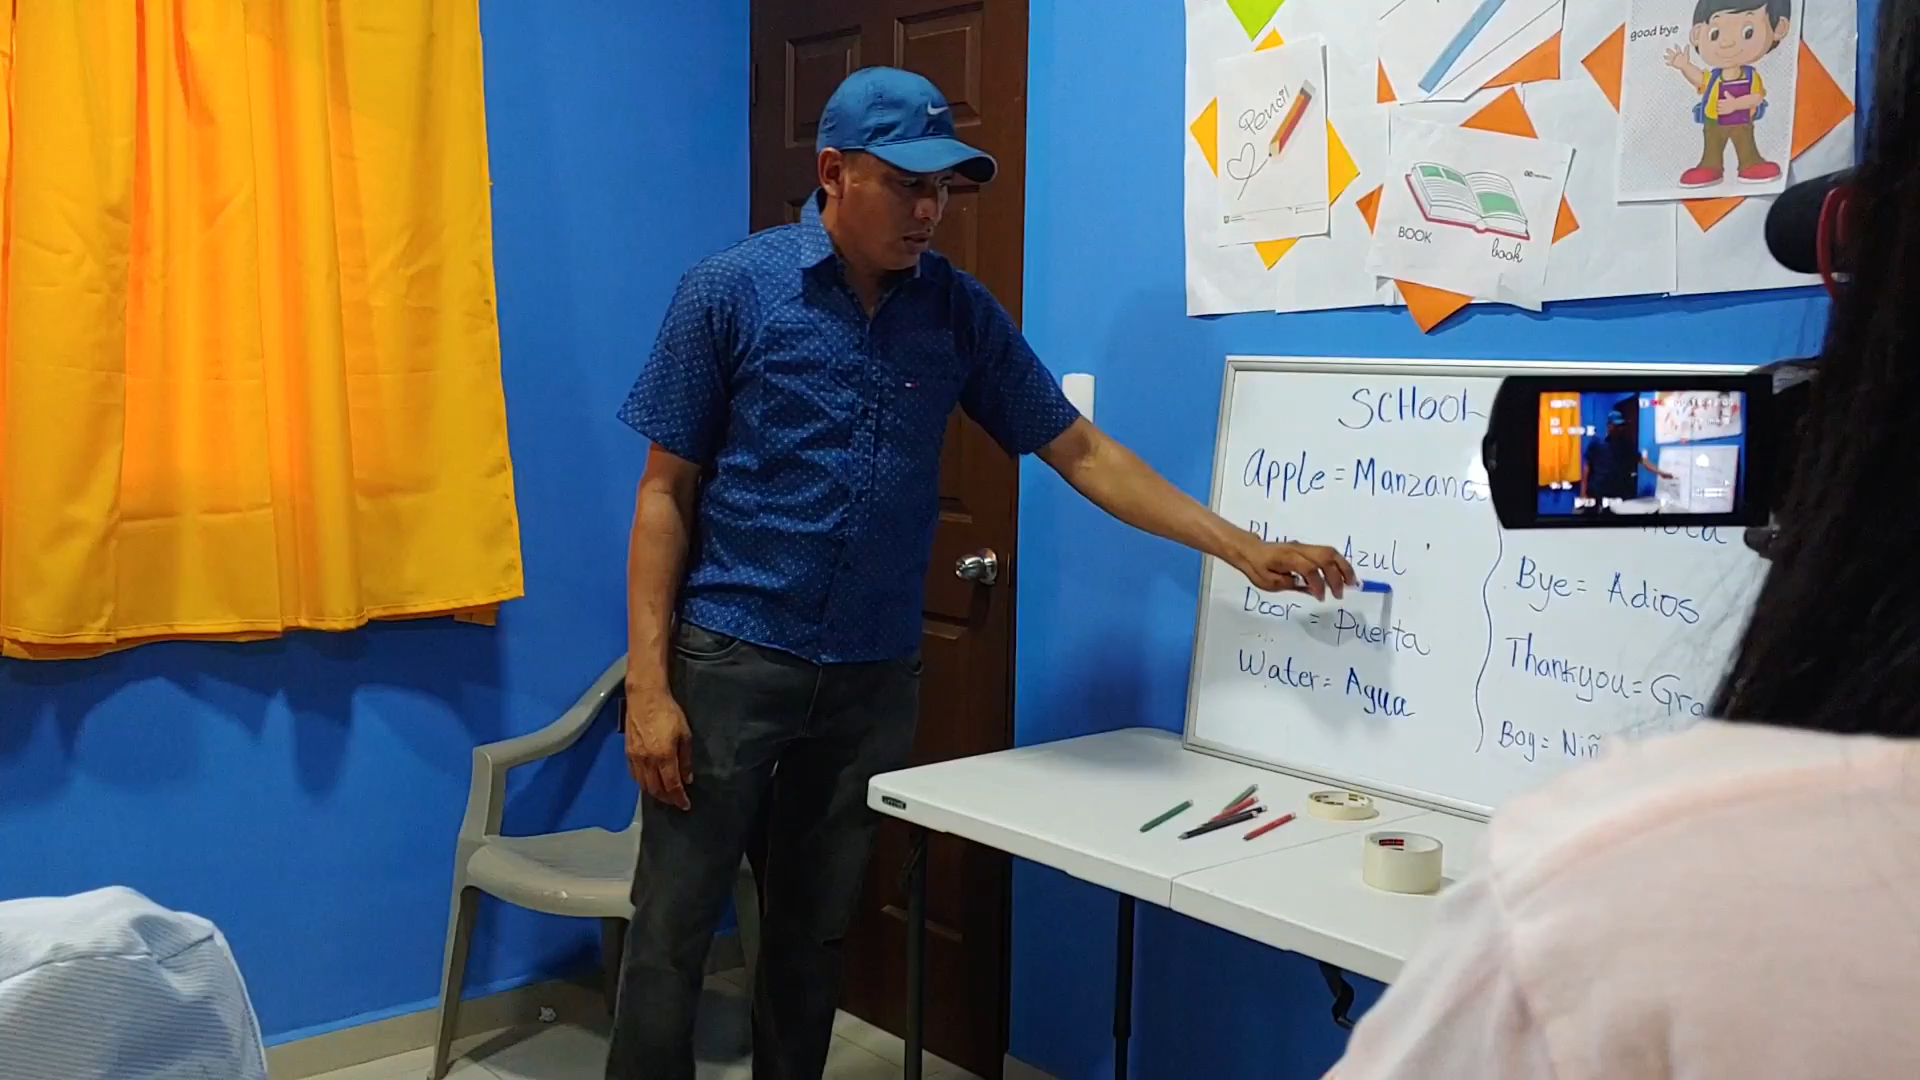 good bye
Pencil
BOOK
book
SCHOOL
Apple = Manzana
Azul
Door = Puerta
Water = Agua
Hola
Bye = Adios
Thankyou = Gra
Boy = Niñ